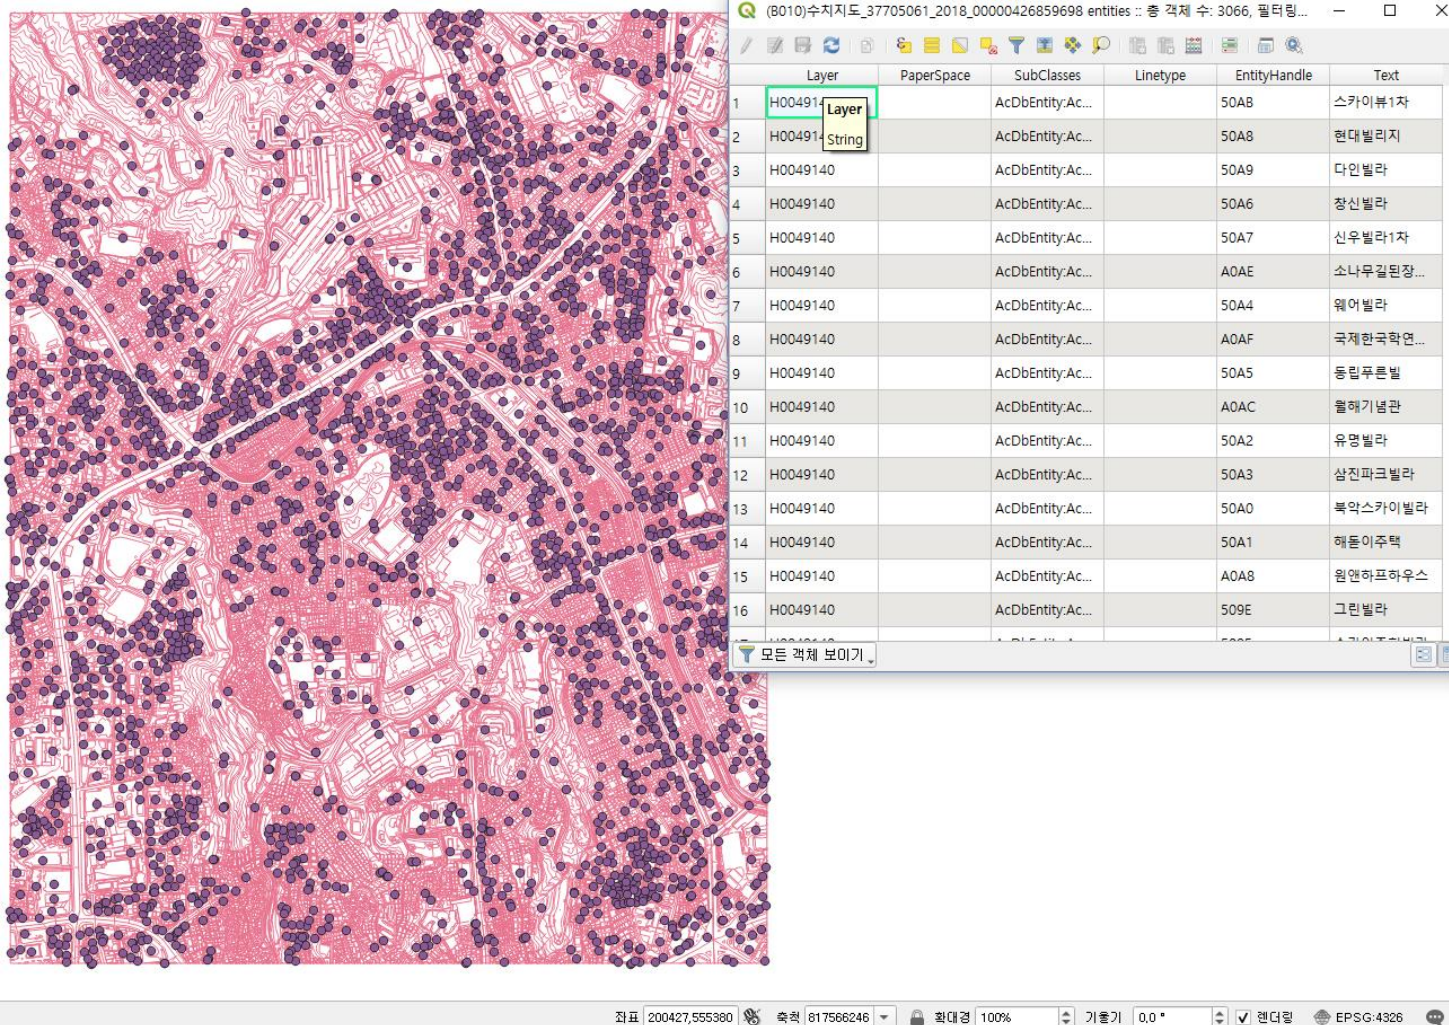 (B010)수치지도_37705061_2018_00000426859698 entities :: 총 객체 수: 3066, 필터링...
Layer PaperSpace SubClasses Linetype EntityHandle Text
1 H0049140 AcDbEntity:Ac... 50AB 스카이뷰1차
Layer
String
2 H004914 AcDbEntity:Ac... 50A8 현대빌리지
3 H0049140 AcDbEntity:Ac... 50A9 다인빌라
4 H0049140 AcDbEntity:Ac... 50A6 창신빌라
5 H0049140 AcDbEntity:Ac... 50A7 신우빌라1차
6 H0049140 AcDbEntity:Ac... A0AE 소나무길된장...
7 H0049140 AcDbEntity:Ac... 50A4 웨어빌라
8 H0049140 AcDbEntity:Ac... A0AF 국제한국학연...
9 H0049140 AcDbEntity:Ac... 50A5 동림푸른빌
10 H0049140 AcDbEntity:Ac... A0AC 월해기념관
11 H0049140 AcDbEntity:Ac... 50A2 유명빌라
12 H0049140 AcDbEntity:Ac... 50A3 삼진파크빌라
13 H0049140 AcDbEntity:Ac... 50A0 북악스카이빌라
14 H0049140 AcDbEntity:Ac... 50A1 해돋이주택
15 H0049140 AcDbEntity:Ac... A0A8 원앤하프하우스
16 H0049140 AcDbEntity:Ac... 509E 그린빌라
모든 객체 보이기
좌표 200427,555380 축척 817566246 확대경 100% 기울기 0,0 ° 렌더링 EPSG:4326